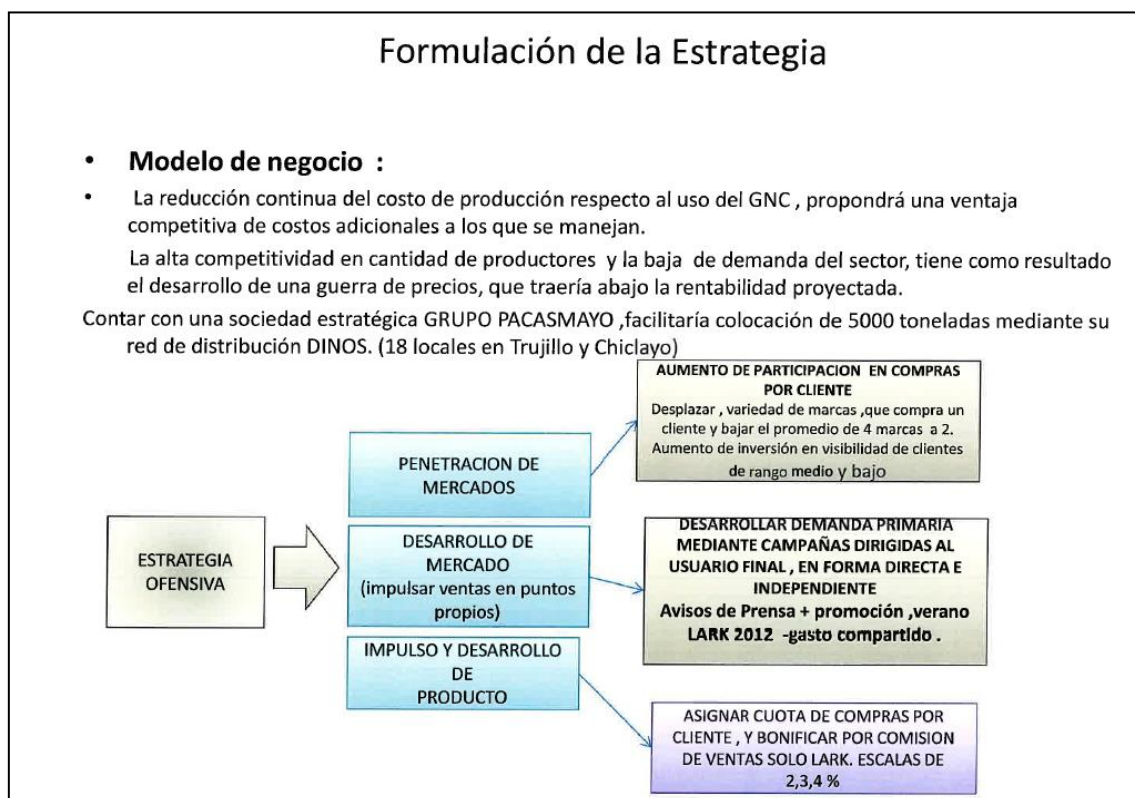 Formulación de la Estrategia
• Modelo de negocio :
• La reducción continua del costo de producción respecto al uso del GNC , propondrá una ventaja
competitiva de costos adicionales a los que se manejan.
La alta competitividad en cantidad de productores y la baja de demanda del sector, tiene como resultado
el desarrollo de una guerra de precios, que traería abajo la rentabilidad proyectada.
Contar con una sociedad estratégica GRUPO PACASMAYO ,facilitaría colocación de 5000 toneladas mediante su
red de distribución DINOS. (18 locales en Trujillo y Chiclayo)
ESTRATEGIA
OFENSIVA
PENETRACION DE
MERCADOS
AUMENTO DE PARTICIPACION EN COMPRAS
POR CLIENTE
Desplazar , variedad de marcas ,que compra un
cliente y bajar el promedio de 4 marcas a 2.
Aumento de inversión en visibilidad de clientes
de rango medio y bajo
DESARROLLO DE
MERCADO
(impulsar ventas en puntos
propios)
DESARROLLAR DEMANDA PRIMARIA
MEDIANTE CAMPAÑAS DIRIGIDAS AL
USUARIO FINAL , EN FORMA DIRECTA E
INDEPENDIENTE
Avisos de Prensa + promoción ,verano
LARK 2012 -gasto compartido .
IMPULSO Y DESARROLLO
DE
PRODUCTO
ASIGNAR CUOTA DE COMPRAS POR
CLIENTE , Y BONIFICAR POR COMISION
DE VENTAS SOLO LARK. ESCALAS DE
2,3,4 %